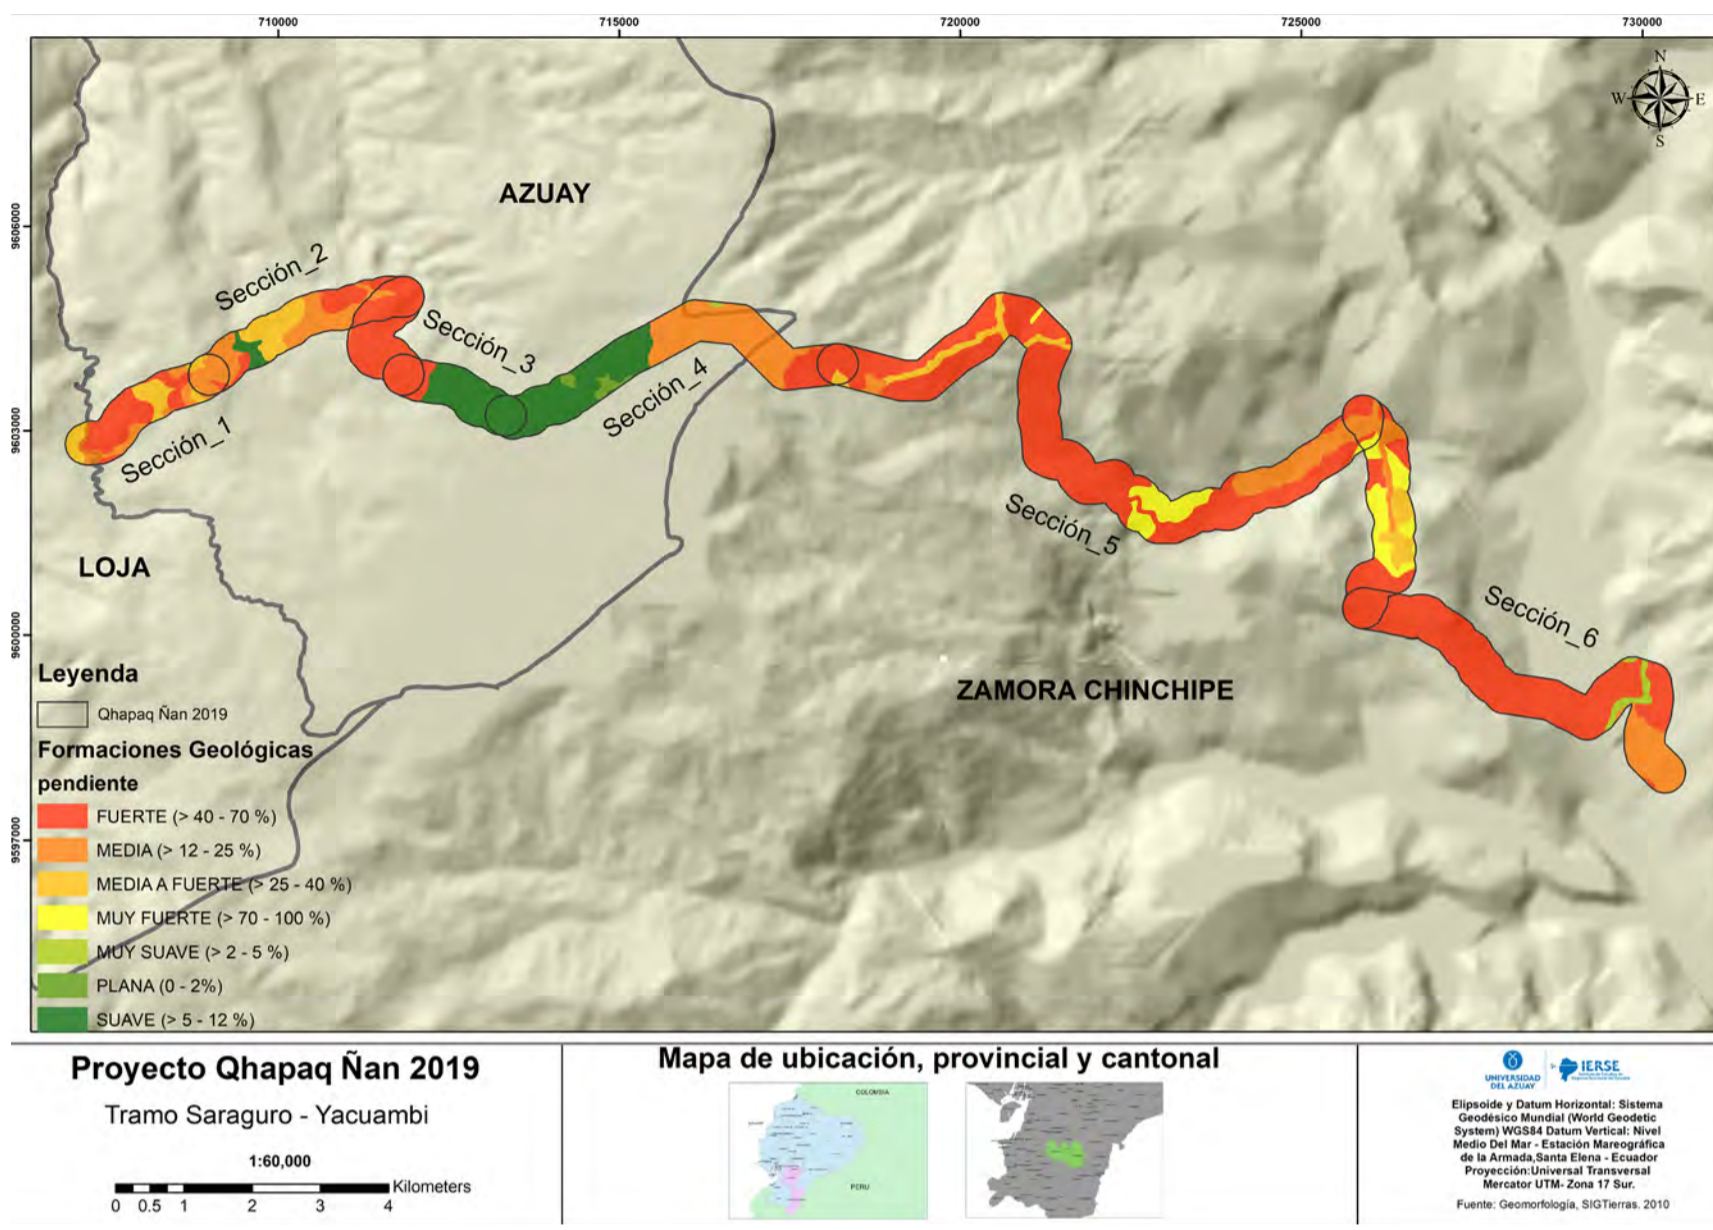 710000
715000
720000
725000
730000
9606000
9603000
9600000
9597000
N
W
E
S
AZUAY
Sección_2
Sección_3
Sección_1
Sección_4
LOJA
Sección_5
Sección_6
ZAMORA CHINCHIPE
Leyenda
Qhapaq Ñan 2019
Formaciones Geológicas
pendiente
FUERTE (> 40 - 70 %)
MEDIA (> 12 - 25 %)
MEDIA A FUERTE (> 25 - 40 %)
MUY FUERTE (> 70 - 100 %)
MUY SUAVE (> 2 - 5 %)
PLANA (0 - 2%)
SUAVE (> 5 - 12 %)
Proyecto Qhapaq Ñan 2019
Tramo Saraguro - Yacuambi
1:60,000
Kilometers
0 0.5 1 2 3 4
Mapa de ubicación, provincial y cantonal
COLOMBIA
PERU
UNIVERSIDAD
DEL AZUAY
IERSE
Elipsoide y Datum Horizontal: Sistema
Geodésico Mundial (World Geodetic
System) WGS84 Datum Vertical: Nivel
Medio Del Mar - Estación Mareográfica
de la Armada,Santa Elena - Ecuador
Proyección:Universal Transversal
Mercator UTM- Zona 17 Sur.
Fuente: Geomorfología, SIGTierras. 2010